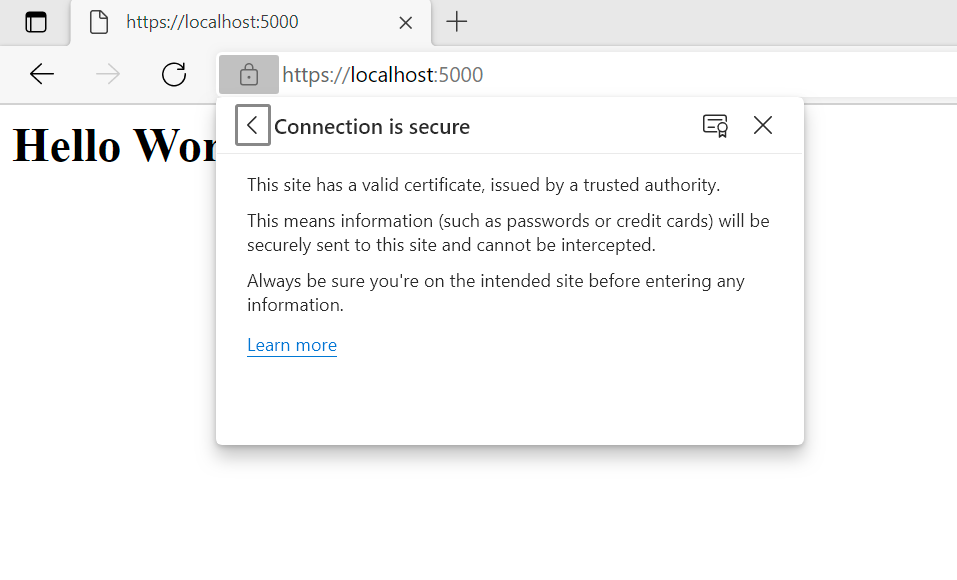 https://localhost:5000
https://localhost:5000
Connection is secure
Hello Wor
This site has a valid certificate, issued by a trusted authority.
This means information (such as passwords or credit cards) will be
securely sent to this site and cannot be intercepted.
Always be sure you're on the intended site before entering any
information.
Learn more